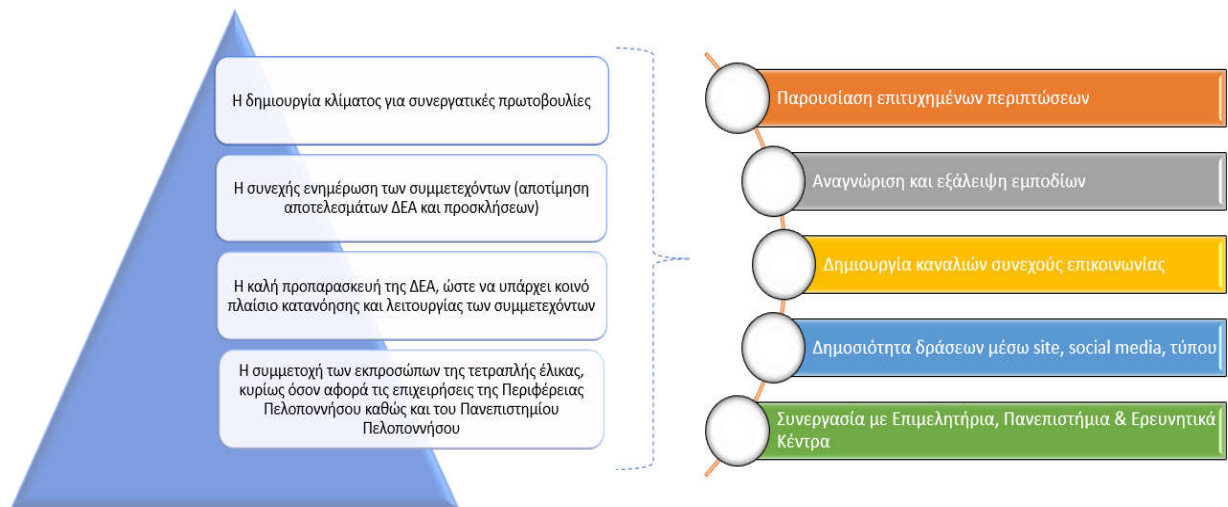 Η δημιουργία κλίματος για συνεργατικές πρωτοβουλίες
Η συνεχής ενημέρωση των συμμετεχόντων (αποτίμηση
αποτελεσμάτων ΔΕΑ και προσκλήσεων)
Η καλή προπαρασκευή της ΔΕΑ, ώστε να υπάρχει κοινό
πλαίσιο κατανόησης και λειτουργίας των συμμετεχόντων
Η συμμετοχή των εκπροσώπων της τετραπλής έλικας,
κυρίως όσον αφορά τις επιχειρήσεις της Περιφέρειας
Πελοποννήσου καθώς και του Πανεπιστημίου
Πελοποννήσου
Παρουσίαση επιτυχημένων περιπτώσεων
Αναγνώριση και εξάλειψη εμποδίων
Δημιουργία καναλιών συνεχούς επικοινωνίας
Δημοσιότητα δράσεων μέσω site, social media, τύπου
Συνεργασία με Επιμελητήρια, Πανεπιστήμια & Ερευνητικά
Κέντρα